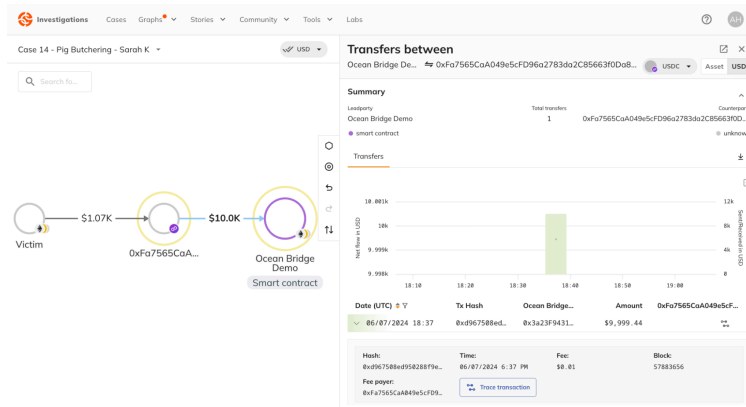 Investigations Cases Graphs Stories Community Tools Labs AH
Case 14 - Pig Butchering - Sarah K USD
Search fo...
$1.07K
$10.0K
Victim
0xFa7565CaA...
Ocean Bridge
Demo
Smart contract
Transfers between
Ocean Bridge De... 0xFa7565CaA049e5cFD96a2783da2C85663f0Da8... USDC Asset USD
Summary
Leadparty Total transfers Counterpar
Ocean Bridge Demo 1 0xFa7565CaA049e5cFD96a2783da2C85663f0D...
smart contract unknow
Transfers
Net flow in USD
10.001k
10k
9.999k
9.998k
12k
8k
4k
0
Sent/Received in USD
18:10 18:20 18:30 18:40 18:50 19:00
Date (UTC) Tx Hash Ocean Bridge... Amount 0xFa7565CaA049e5cF...
06/07/2024 18:37 0xd967508ed... 0x3a23F9431... $9,999.44
Hash: Time: Fee: Block:
0xd967508ed950288f9e... 06/07/2024 6:37 PM $0.01 57883656
Fee payer:
0xFa7565CaA049e5cFD9... Trace transaction